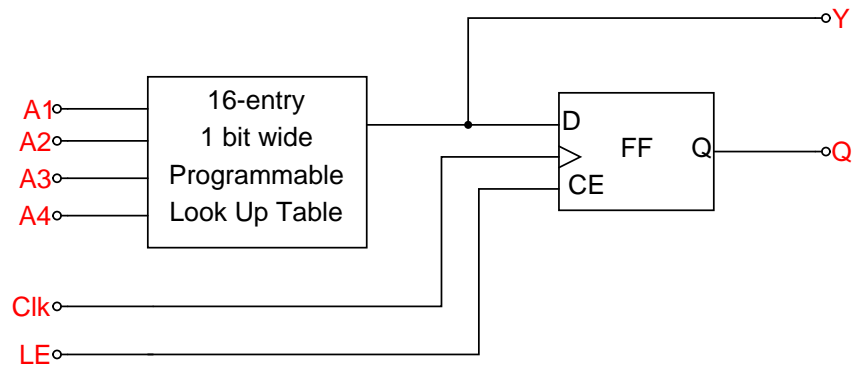 Y
A1
A2
A3
A4
16-entry
1 bit wide
Programmable
Look Up Table
D
FF
Q
CE
Q
Clk
LE